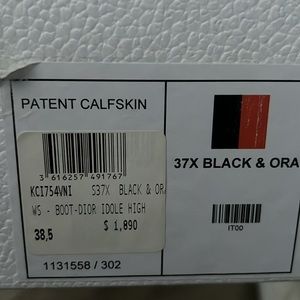 PATENT CALFSKIN
3 616257 491767
KCI754VNI S37X BLACK & ORA
WS - BOOT-DIOR IDOLE HIGH
$ 1,890
38,5
1131558 / 302
37X BLACK & ORA
IT00